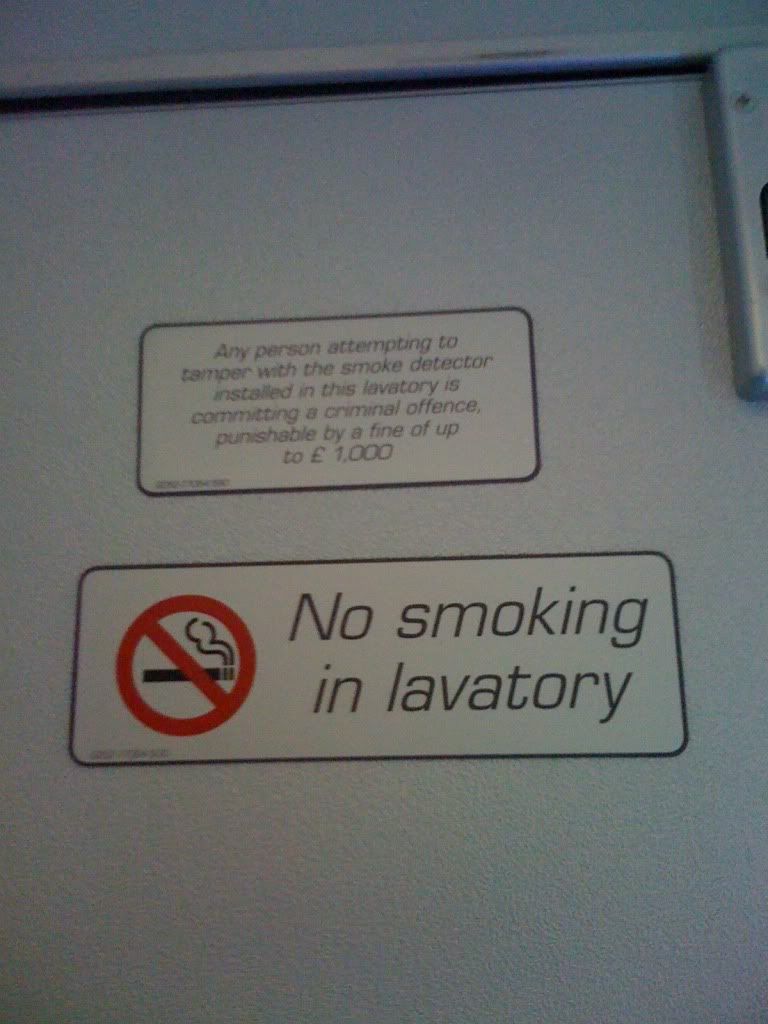 Any person attempting to
tamper with the smoke detector
installed in this lavatory is
committing a criminal offence,
punishable by a fine of up
to £ 1,000
No smoking
in lavatory